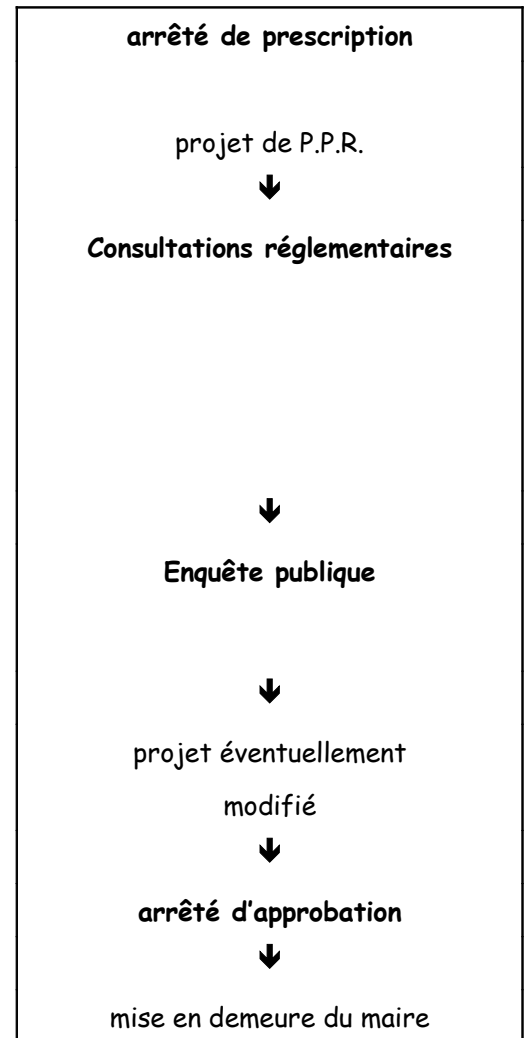 arrêté de prescription
projet de P.P.R.
Consultations réglementaires
Enquête publique
projet éventuellement
modifié
arrêté d'approbation
mise en demeure du maire